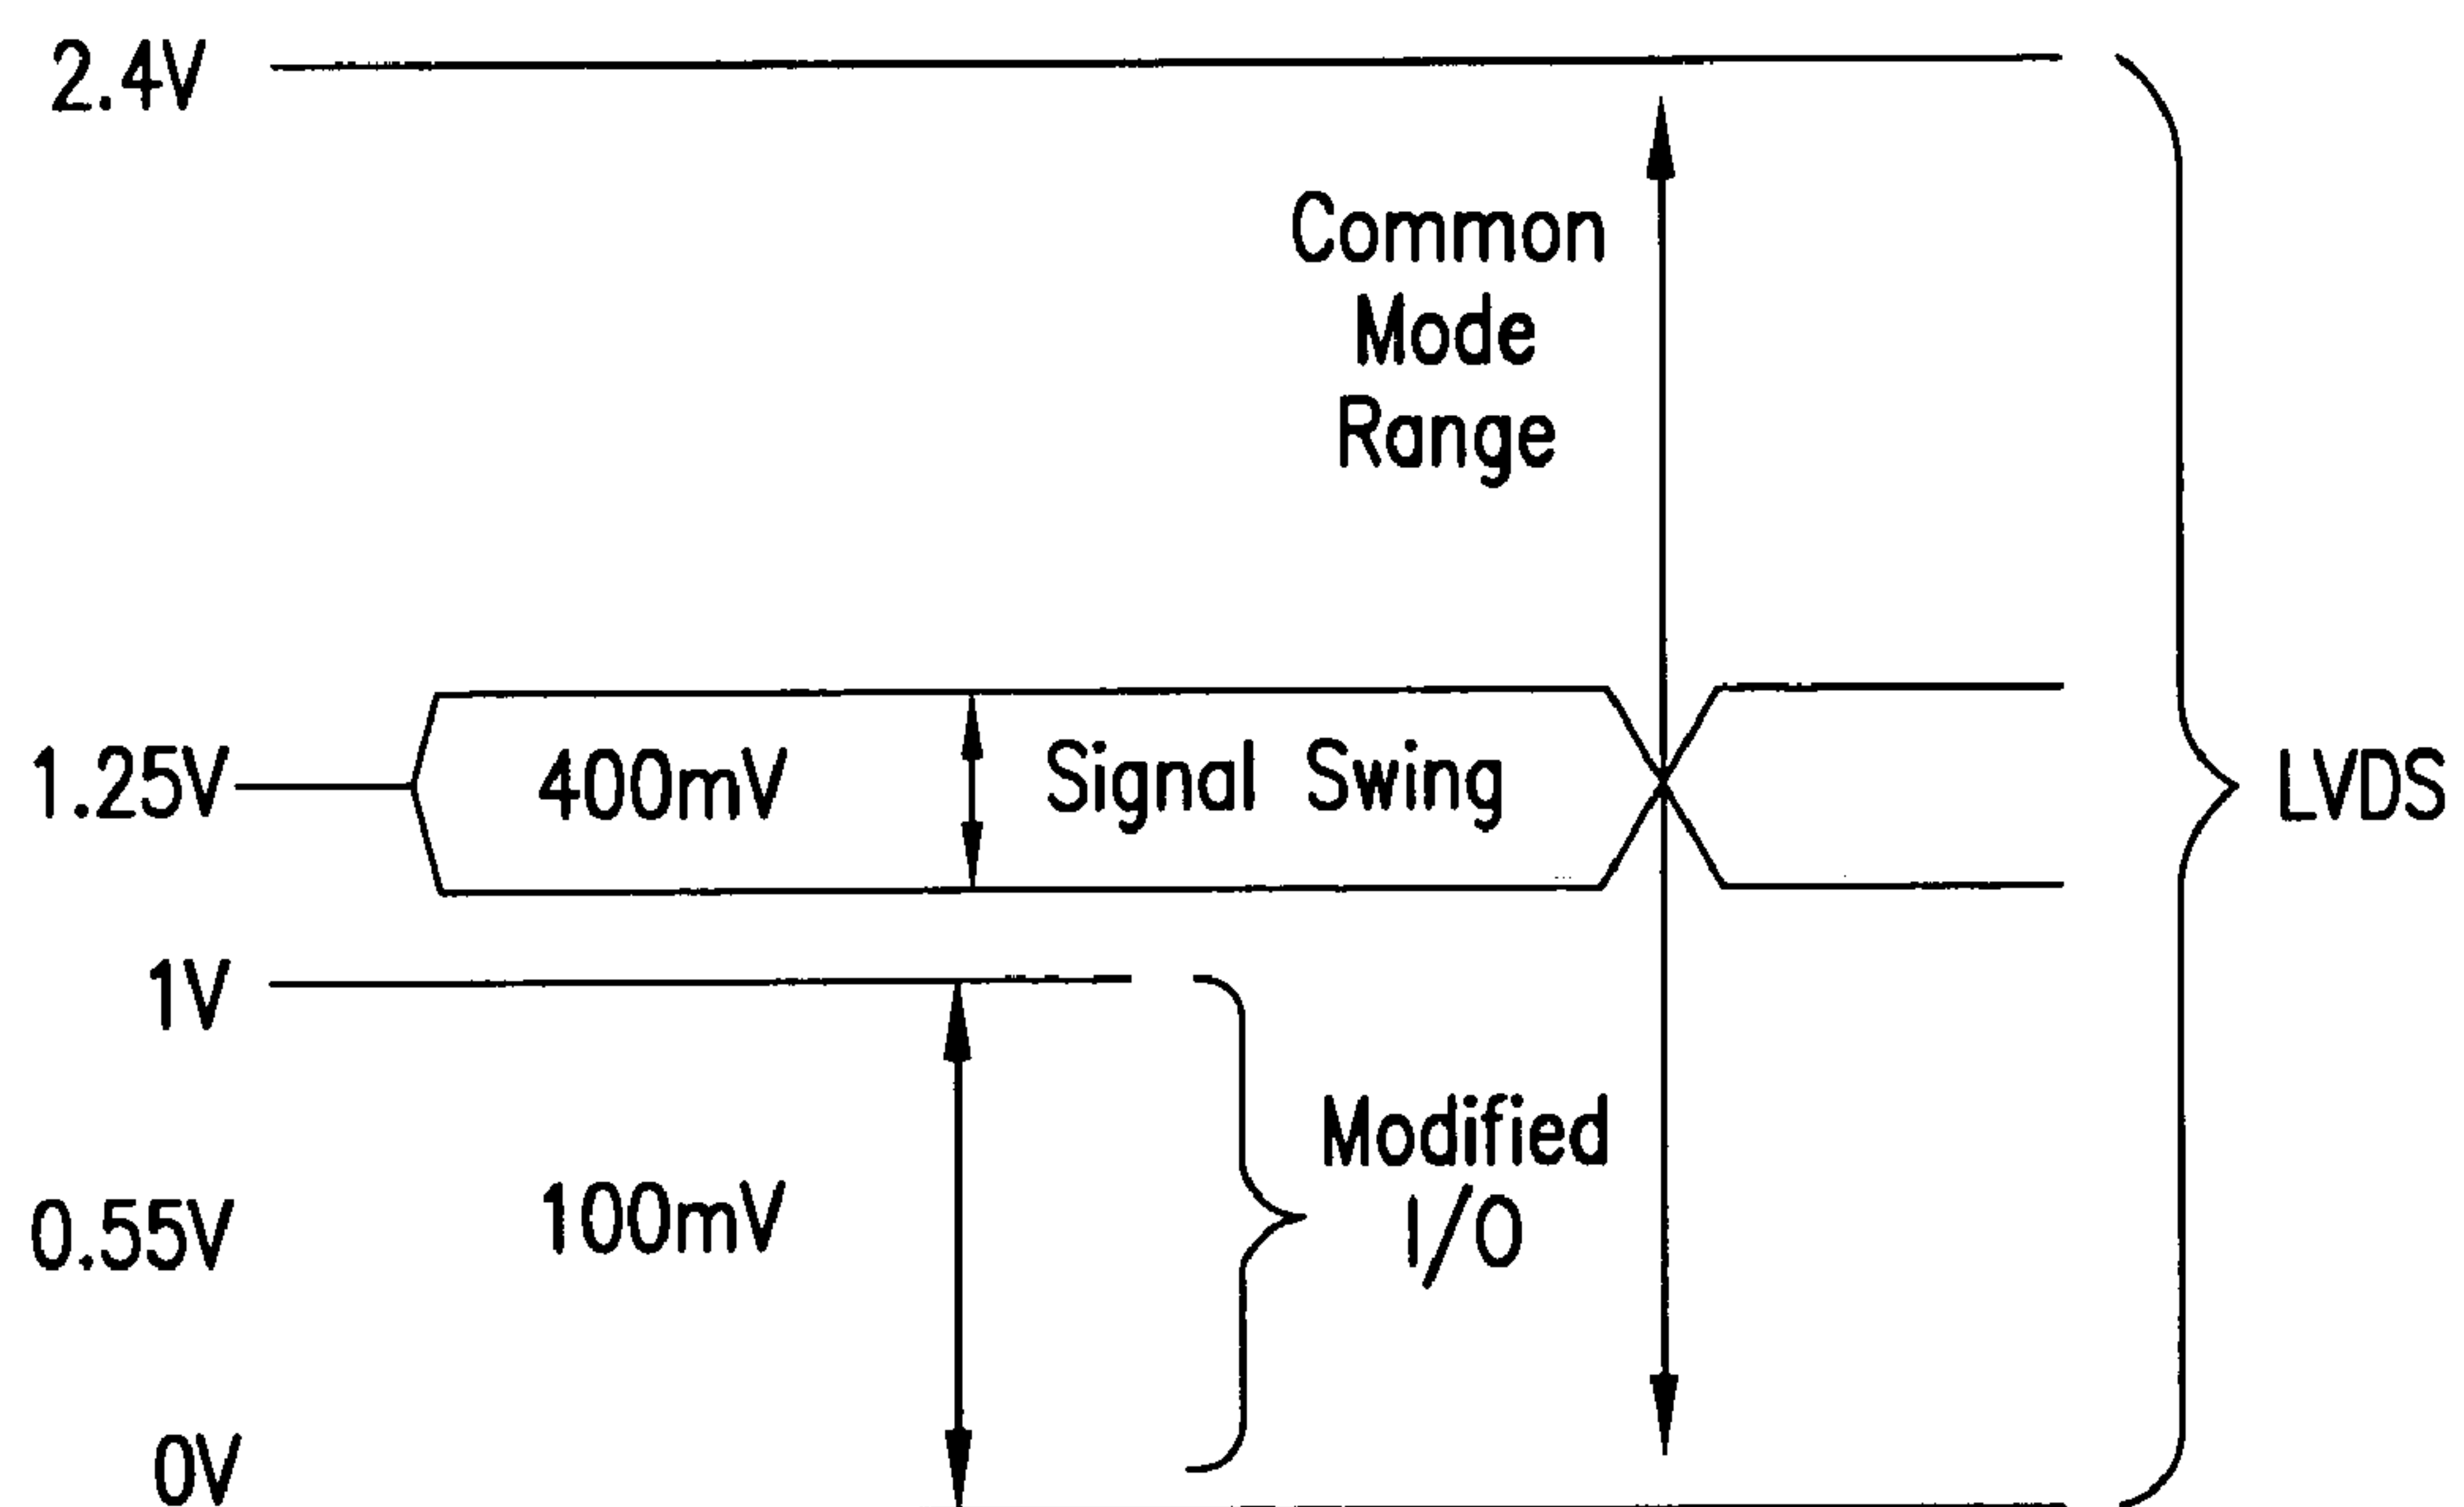 2.4V
Common
Mode
Range
1.25V
400mV
Signal Swing
LVDS
1V
Modified
I/O
0.55V
100mV
0V